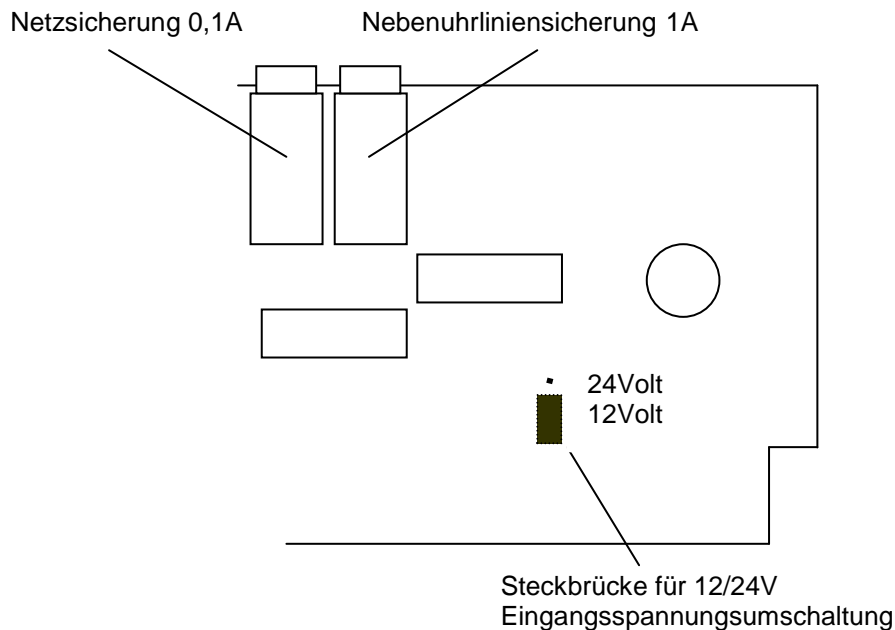 Netzsicherung 0,1A
Nebenuhrliniensicherung 1A
24Volt
12Volt
Steckbrücke für 12/24V
Eingangsspannungsumschaltung